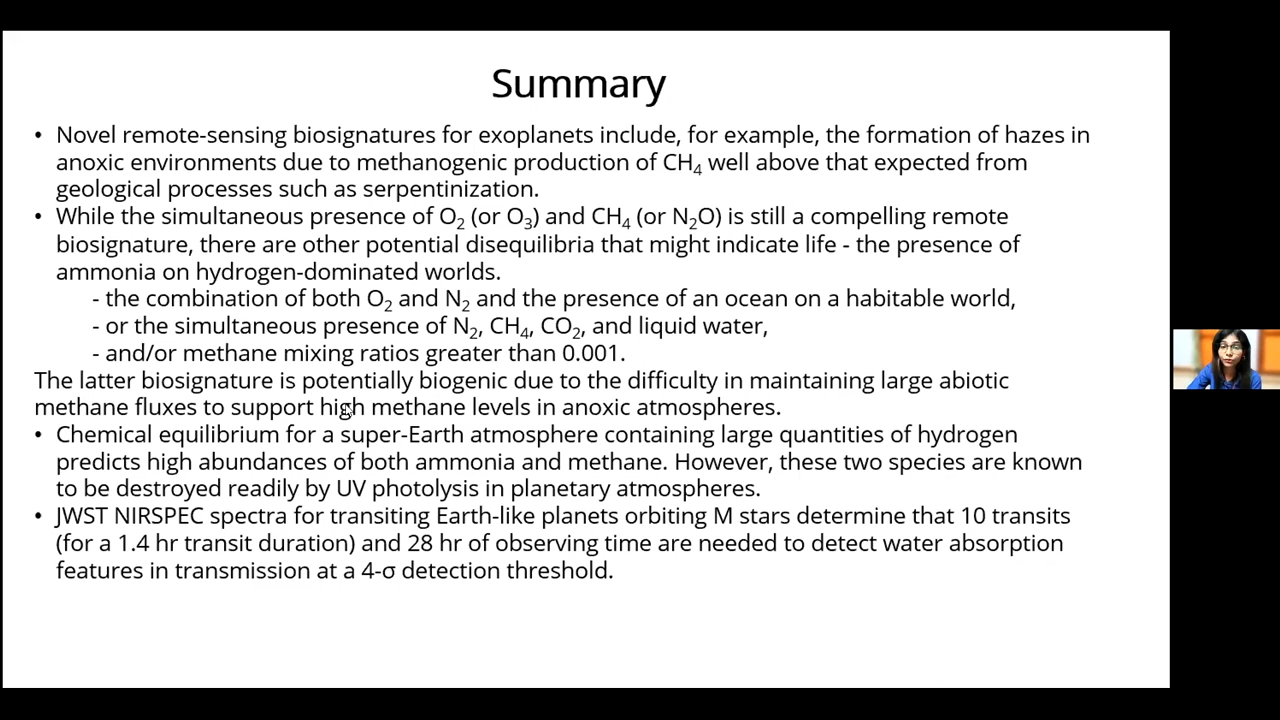 Summary
• Novel remote-sensing biosignatures for exoplanets include, for example, the formation of hazes in
anoxic environments due to methanogenic production of CH₄ well above that expected from
geological processes such as serpentinization.
• While the simultaneous presence of O₂ (or O₃) and CH₄ (or N₂O) is still a compelling remote
biosignature, there are other potential disequilibria that might indicate life - the presence of
ammonia on hydrogen-dominated worlds.
- the combination of both O₂ and N₂ and the presence of an ocean on a habitable world,
- or the simultaneous presence of N₂, CH₄, CO₂, and liquid water,
- and/or methane mixing ratios greater than 0.001.
The latter biosignature is potentially biogenic due to the difficulty in maintaining large abiotic
methane fluxes to support high methane levels in anoxic atmospheres.
• Chemical equilibrium for a super-Earth atmosphere containing large quantities of hydrogen
predicts high abundances of both ammonia and methane. However, these two species are known
to be destroyed readily by UV photolysis in planetary atmospheres.
• JWST NIRSPEC spectra for transiting Earth-like planets orbiting M stars determine that 10 transits
(for a 1.4 hr transit duration) and 28 hr of observing time are needed to detect water absorption
features in transmission at a 4-σ detection threshold.